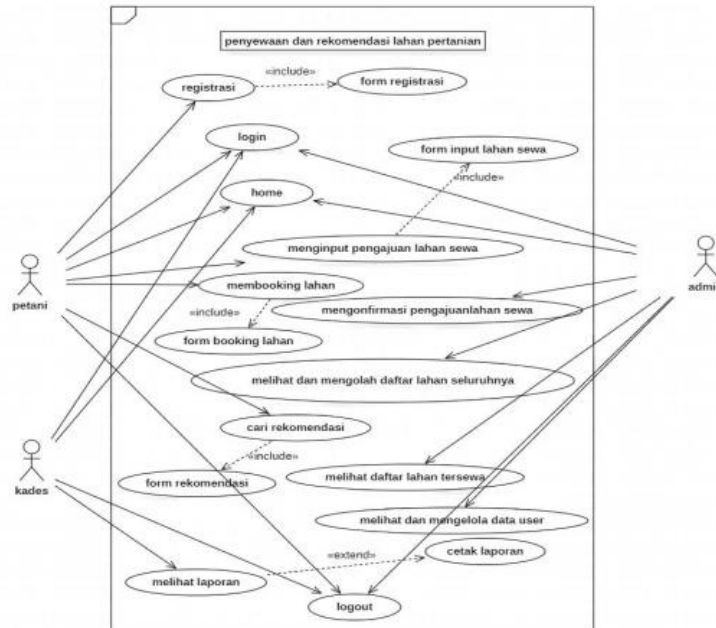 penyewaan dan rekomendasi lahan pertanian
registrasi
«include»
form registrasi
login
form input lahan sewa
«include»
home
menginput pengajuan lahan sewa
petani
admi
membooking lahan
mengonfirmasi pengajuanlahan sewa
«include»
form booking lahan
melihat dan mengolah daftar lahan seluruhnya
cari rekomendasi
«include»
form rekomendasi
melihat daftar lahan tersewa
kades
melihat dan mengelola data user
«extend»
cetak laporan
melihat laporan
logout